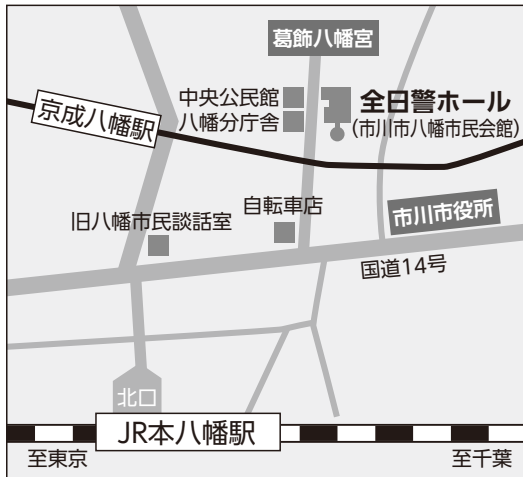 葛飾八幡宮
中央公民館
八幡分庁舎
全日警ホール
(市川市八幡市民会館)
京成八幡駅
旧八幡市民談話室
自転車店
市川市役所
国道14号
北口
JR本八幡駅
至東京
至千葉